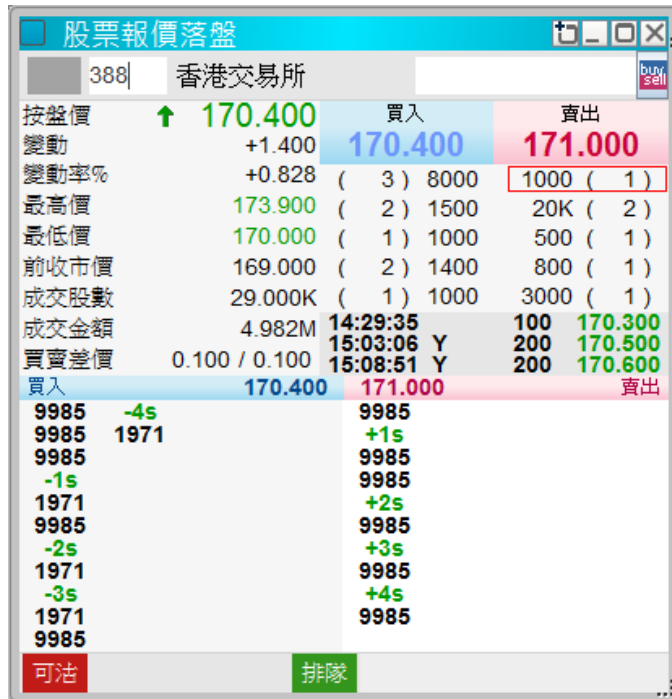 股票報價落盤
388 香港交易所 buy sell
按盤價 170.400 買入 賣出
變動 +1.400 170.400 171.000
變動率% +0.828 ( 3 ) 8000 1000 ( 1 )
最高價 173.900 ( 2 ) 1500 20K ( 2 )
最低價 170.000 ( 1 ) 1000 500 ( 1 )
前收市價 169.000 ( 2 ) 1400 800 ( 1 )
成交股數 29.000K ( 1 ) 1000 3000 ( 1 )
成交金額 4.982M 14:29:35 100 170.300
15:03:06 Y 200 170.500
買賣差價 0.100 / 0.100 15:08:51 Y 200 170.600
買入 170.400 171.000 賣出
9985 -4s 9985
9985 1971 +1s
9985 9985
-1s 9985
1971 +2s
9985 9985
-2s +3s
1971 9985
-3s +4s
1971 9985
9985
可沽 排隊